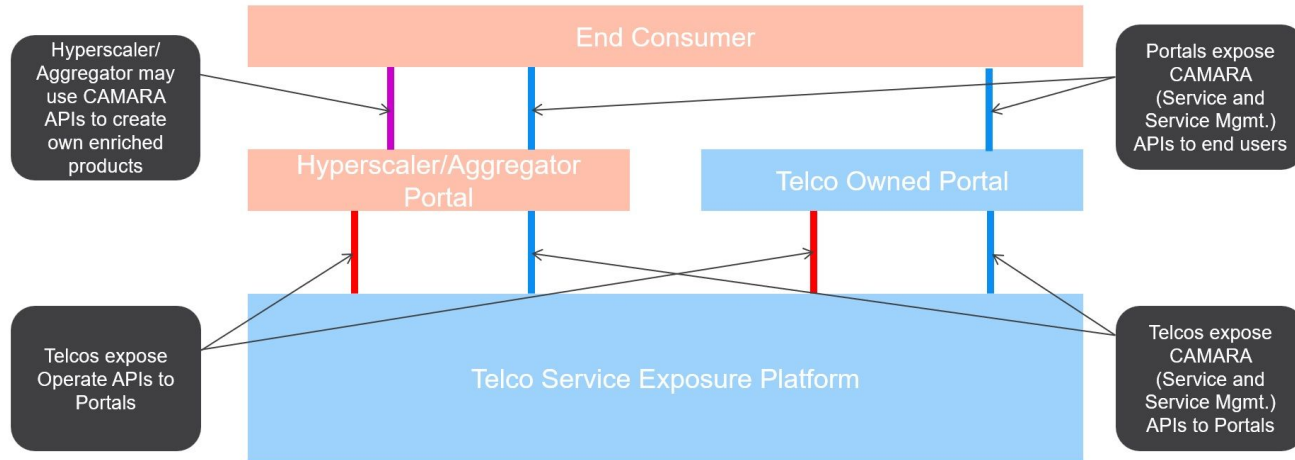 End Consumer
Hyperscaler/
Aggregator may
use CAMARA
APIs to create
own enriched
products
Portals expose
CAMARA
(Service and
Service Mgmt.)
APIs to end users
Hyperscaler/Aggregator
Portal
Telco Owned Portal
Telcos expose
Operate APIs to
Portals
Telco Service Exposure Platform
Telcos expose
CAMARA
(Service and
Service Mgmt.)
APIs to Portals